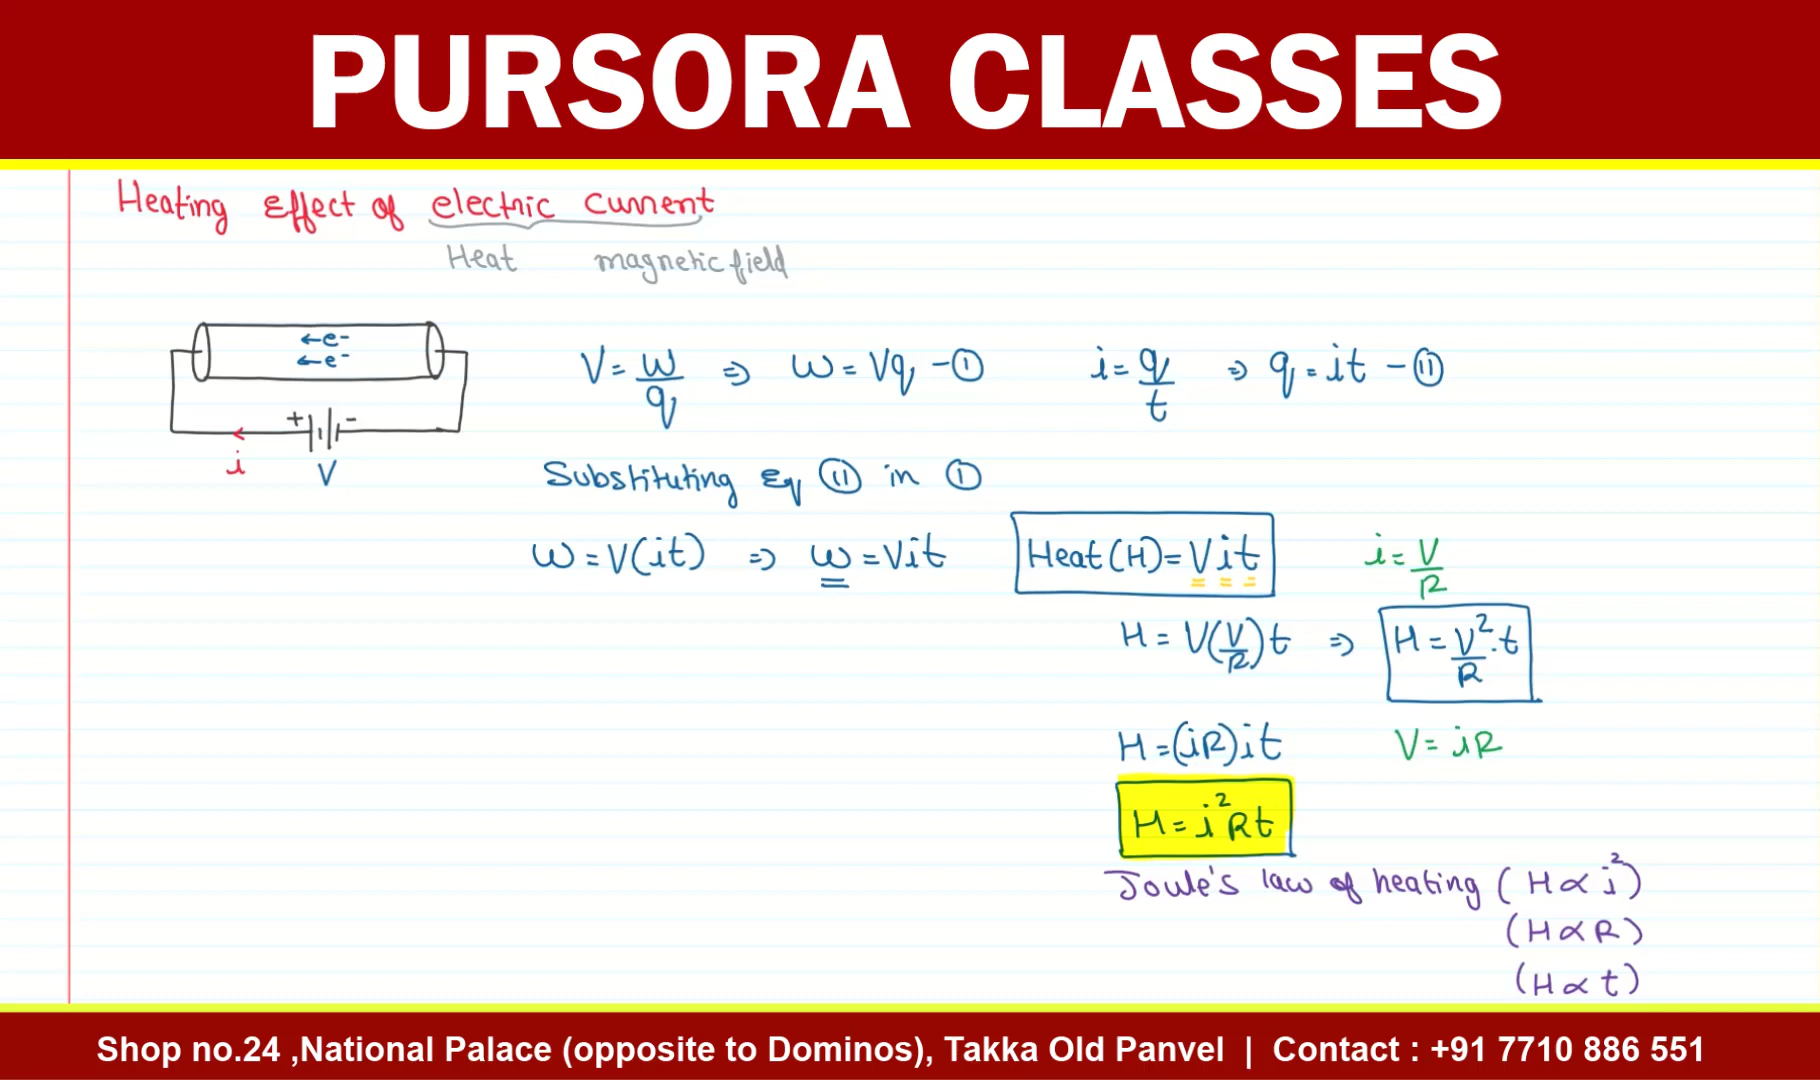 PURSORA CLASSES
Heating Effect of electric current
Heat magnetic field
←e-
←e-
+ -
i V
V = w/q ⇒ w = Vq - ① i = q/t ⇒ q = it - ⑪
Substituting Eq ⑪ in ①
w = V(it) ⇒ w = Vit Heat (H) = Vit i = V/R
H = V(V/R)t ⇒ H = V²/R . t
H = (iR)it V = iR
H = i²Rt
Joule's law of heating (H ∝ i²)
(H ∝ R)
(H ∝ t)
Shop no.24 ,National Palace (opposite to Dominos), Takka Old Panvel | Contact : +91 7710 886 551